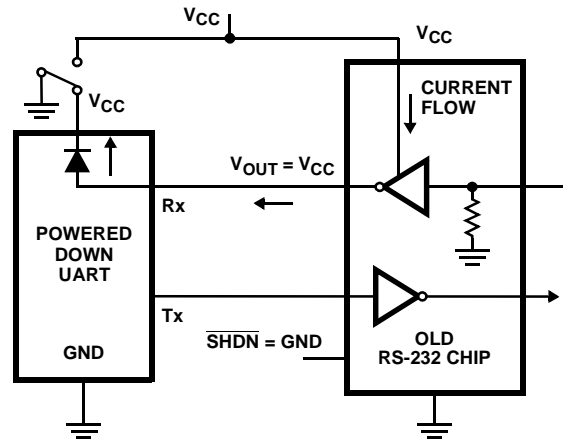 VCC
VCC
CURRENT
FLOW
VCC
VOUT = VCC
Rx
POWERED
DOWN
UART
Tx
GND
SHDN = GND
OLD
RS-232 CHIP